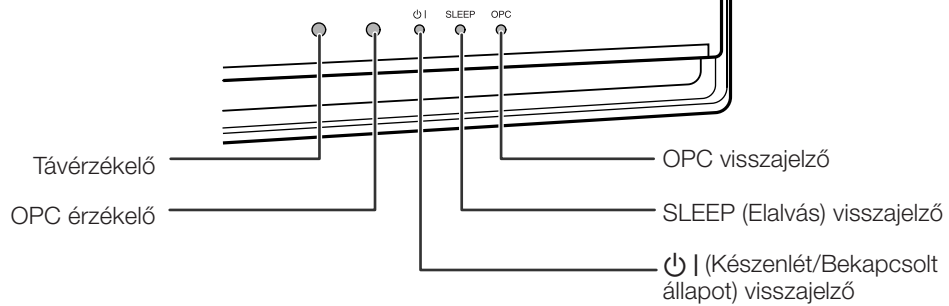 ⏻ | SLEEP OPC
Távérzékelő
OPC érzékelő
OPC visszajelző
SLEEP (Elalvás) visszajelző
⏻ | (Készenlét/Bekapcsolt
állapot) visszajelző